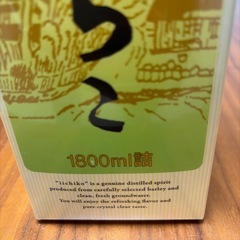 ちこ
1800ml詰
"iichiko" is a genuine distilled spirit
produced from carefully selected barley and
clean, fresh groundwater.
You will enjoy the refreshing flavor and
pure crystal clear taste.